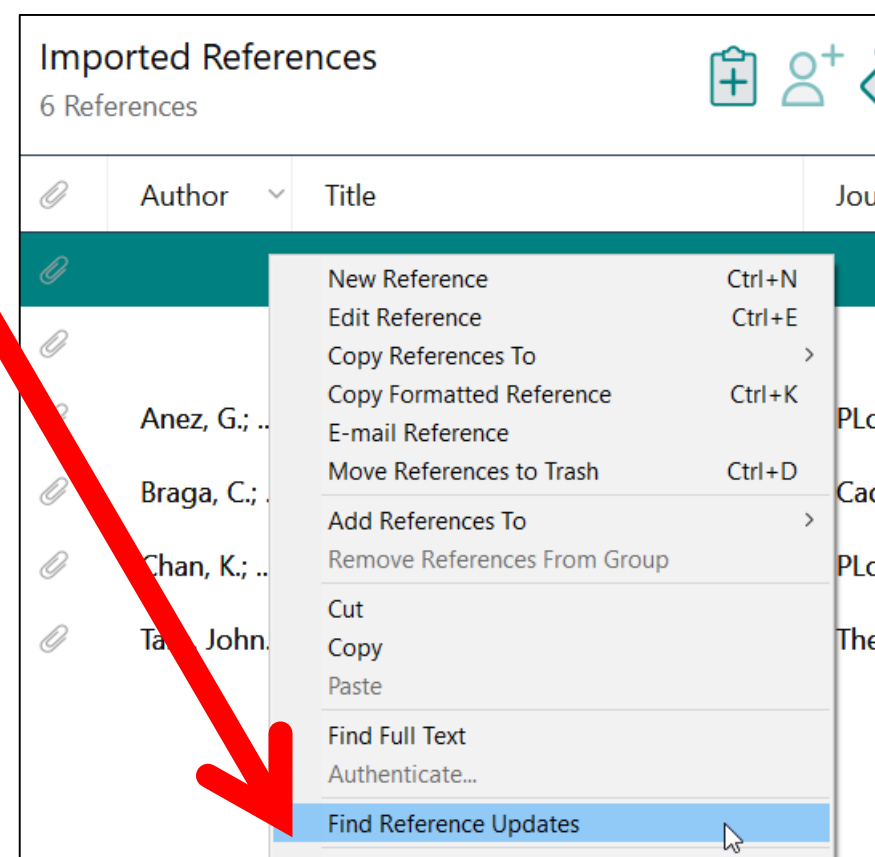 Imported References
6 References
Author Title Jou
New Reference Ctrl+N
Edit Reference Ctrl+E
Copy References To
Copy Formatted Reference Ctrl+K
Anez, G.; .. PLo
E-mail Reference
Move References to Trash Ctrl+D
Braga, C.; . Cad
Add References To
Remove References From Group
Chan, K.; .. PLo
Cut
John. The
Copy
Paste
Find Full Text
Authenticate...
Find Reference Updates